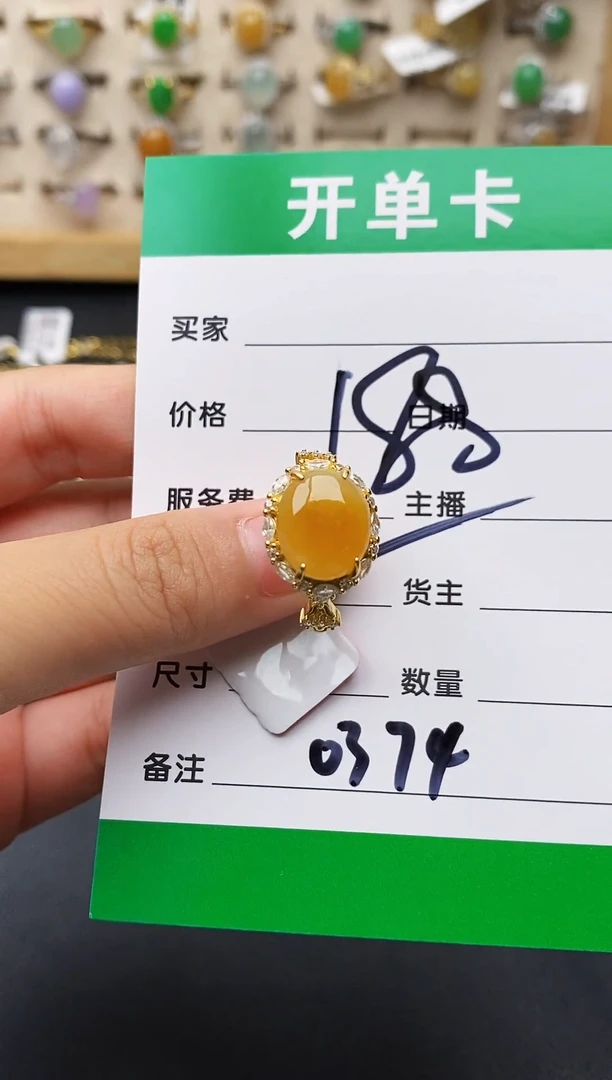 开单卡
买家
188
价格 日期
服务费 主播
货主
尺寸 数量
备注 0374